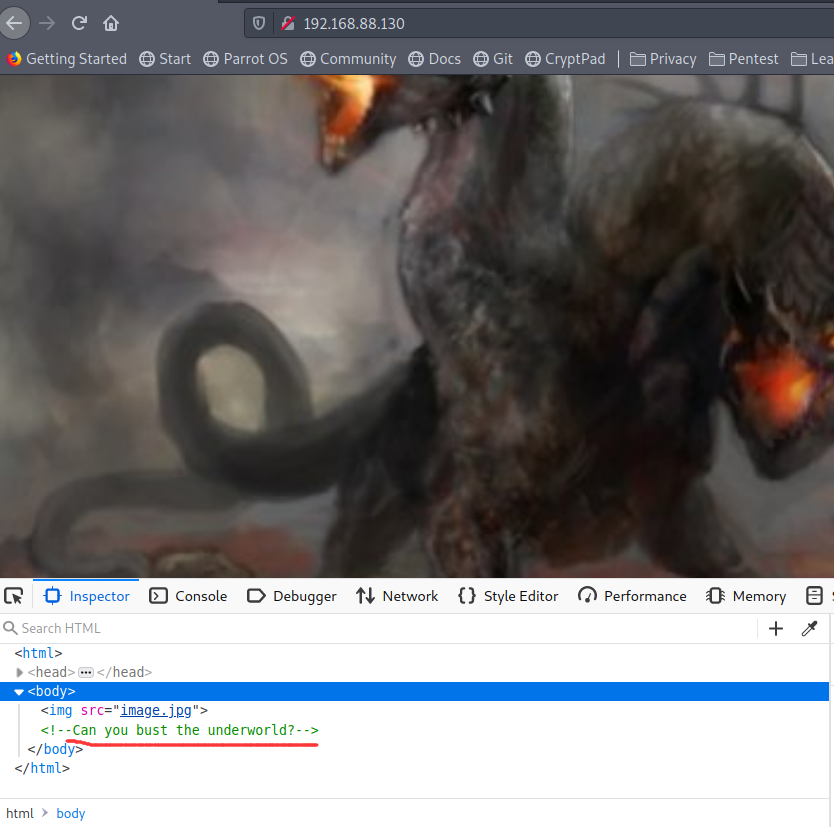 192.168.88.130
Getting Started Start Parrot OS Community Docs Git CryptPad Privacy Pentest Lea
Inspector Console Debugger Network {} Style Editor Performance Memory S
Search HTML
<html>
<head> ••• </head>
<body>
<img src="image.jpg">
<!--Can you bust the underworld?-->
</body>
</html>
html > body